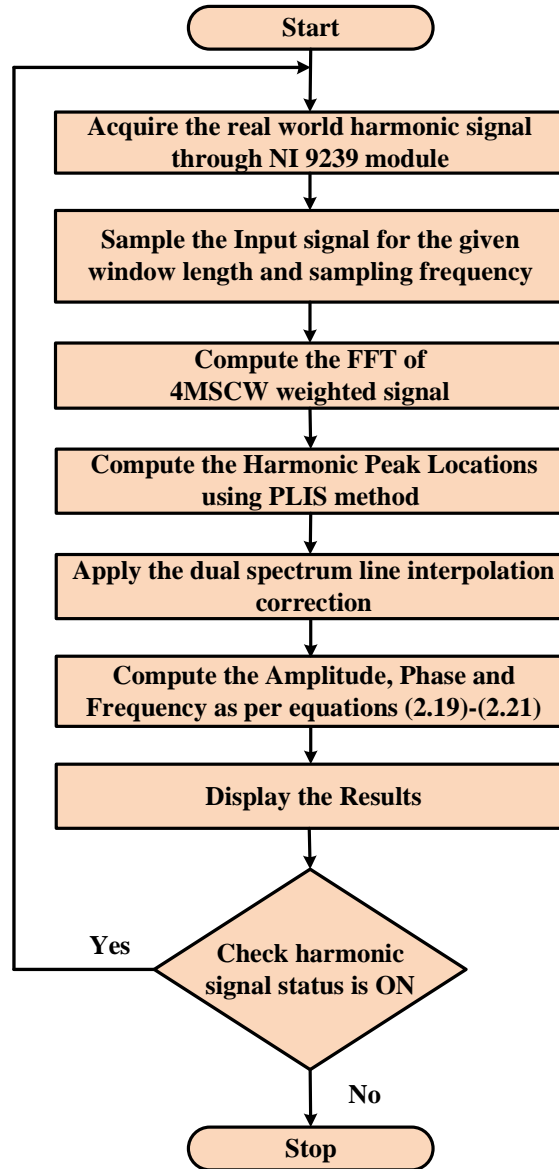 Start
Acquire the real world harmonic signal
through NI 9239 module
Sample the Input signal for the given
window length and sampling frequency
Compute the FFT of
4MSCW weighted signal
Compute the Harmonic Peak Locations
using PLIS method
Apply the dual spectrum line interpolation
correction
Compute the Amplitude, Phase and
Frequency as per equations (2.19)-(2.21)
Display the Results
Yes
Check harmonic
signal status is ON
No
Stop